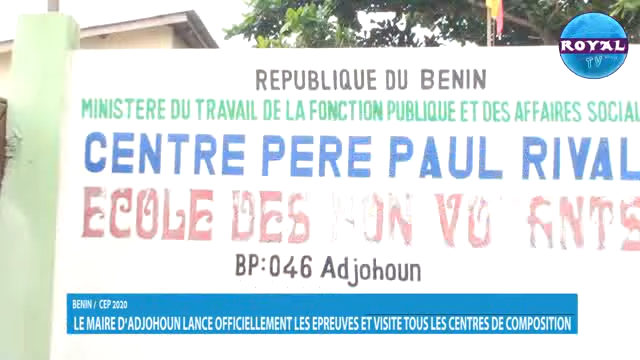 ROYAL
TV
REPUBLIQUE DU BENIN
MINISTERE DU TRAVAIL DE LA FONCTION PUBLIQUE ET DES AFFAIRES SOCIAL
CENTRE PERE PAUL RIVAL
ECOLE DES
BP:046 Adjohoun
BENIN / CEP 2020
LE MAIRE D'ADJOHOUN LANCE OFFICIELLEMENT LES EPREUVES ET VISITE TOUS LES CENTRES DE COMPOSITION